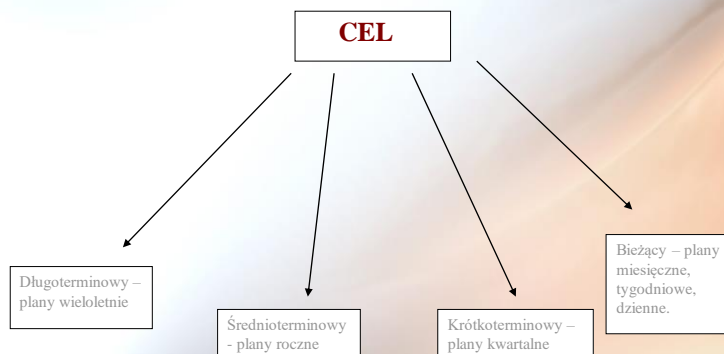 CEL
Długoterminowy –
plany wieloletnie
Średnioterminowy
- plany roczne
Krótkoterminowy –
plany kwartalne
Bieżący – plany
miesięczne,
tygodniowe,
dzienne.